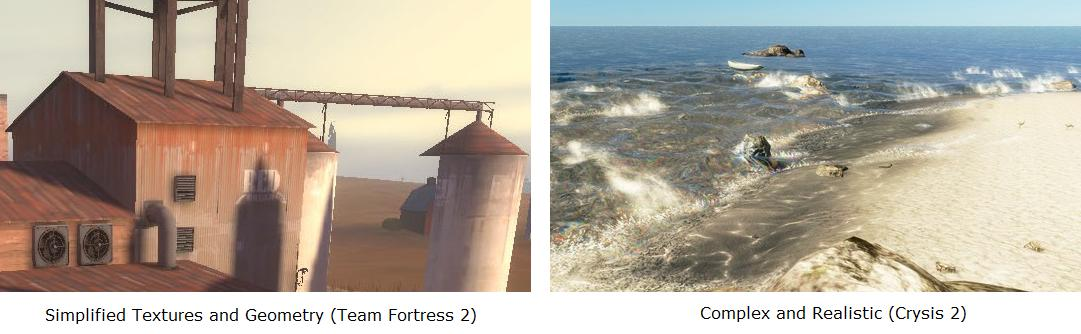 Simplified Textures and Geometry (Team Fortress 2)
Complex and Realistic (Crysis 2)